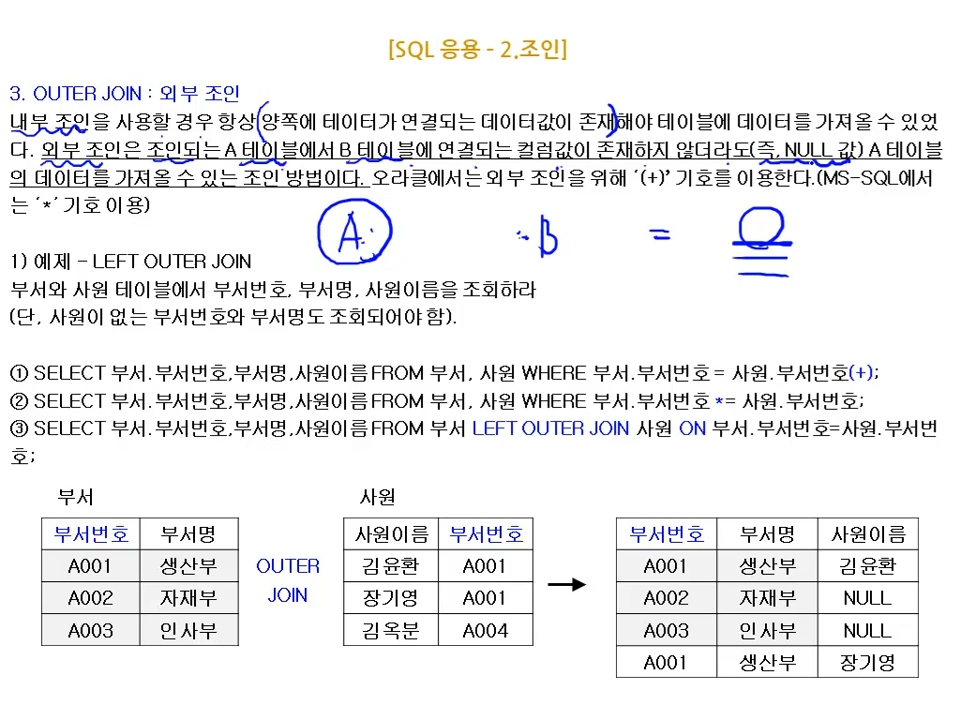 [SQL 응용 - 2.조인]
3. OUTER JOIN : 외부 조인
내부 조인을 사용할 경우 항상 양쪽에 테이터가 연결되는 데이터값이 존재해야 테이블에 데이터를 가져올 수 있었
다. 외부 조인은 조인되는 A 테이블에서 B 테이블에 연결되는 컬럼값이 존재하지 않더라도(즉, NULL 값) A 테이블
의 데이터를 가져올 수 있는 조인 방법이다. 오라클에서는 외부 조인을 위해 '(+)' 기호를 이용한다.(MS-SQL에서
는 '*' 기호 이용)
A B =
1) 예제 - LEFT OUTER JOIN
부서와 사원 테이블에서 부서번호, 부서명, 사원이름을 조회하라
(단, 사원이 없는 부서번호와 부서명도 조회되어야 함).
① SELECT 부서.부서번호,부서명,사원이름 FROM 부서, 사원 WHERE 부서.부서번호 = 사원.부서번호(+);
② SELECT 부서.부서번호,부서명,사원이름 FROM 부서, 사원 WHERE 부서.부서번호 *= 사원.부서번호;
③ SELECT 부서.부서번호,부서명,사원이름 FROM 부서 LEFT OUTER JOIN 사원 ON 부서.부서번호=사원.부서번
호;
부서
부서번호 부서명
A001 생산부
A002 자재부
A003 인사부
OUTER
JOIN
사원
사원이름 부서번호
김윤환 A001
장기영 A001
김옥분 A004
부서번호 부서명 사원이름
A001 생산부 김윤환
A002 자재부 NULL
A003 인사부 NULL
A001 생산부 장기영